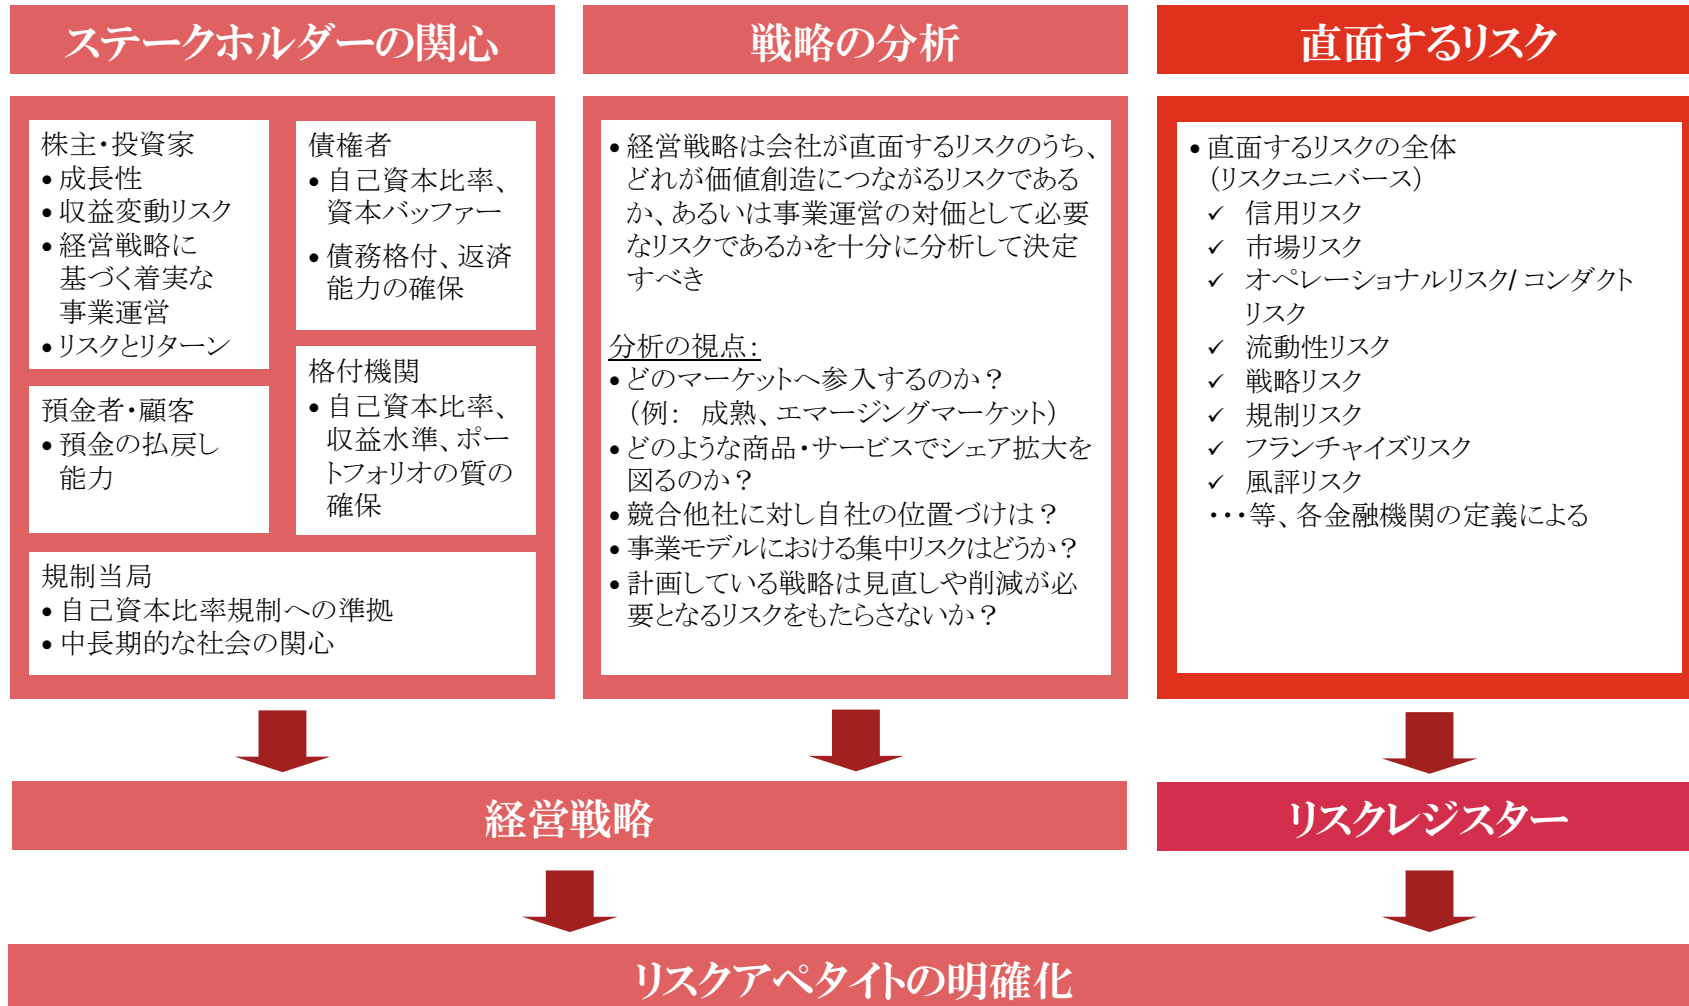 ステークホルダーの関心
株主・投資家
• 成長性
• 収益変動リスク
• 経営戦略に
基づく着実な
事業運営
• リスクとリターン
預金者・顧客
• 預金の払戻し
能力
債権者
• 自己資本比率、
資本バッファー
• 債務格付、返済
能力の確保
格付機関
• 自己資本比率、
収益水準、ポー
トフォリオの質の
確保
規制当局
• 自己資本比率規制への準拠
• 中長期的な社会の関心
戦略の分析
• 経営戦略は会社が直面するリスクのうち、
どれが価値創造につながるリスクである
か、あるいは事業運営の対価として必要
なリスクであるかを十分に分析して決定
すべき
分析の視点：
• どのマーケットへ参入するのか？
（例：　成熟、エマージングマーケット）
• どのような商品・サービスでシェア拡大を
図るのか？
• 競合他社に対し自社の位置づけは？
• 事業モデルにおける集中リスクはどうか？
• 計画している戦略は見直しや削減が必
要となるリスクをもたらさないか？
直面するリスク
• 直面するリスクの全体
（リスクユニバース）
✓ 信用リスク
✓ 市場リスク
✓ オペレーショナルリスク/ コンダクト
リスク
✓ 流動性リスク
✓ 戦略リスク
✓ 規制リスク
✓ フランチャイズリスク
✓ 風評リスク
・・・等、各金融機関の定義による
経営戦略
リスクレジスター
リスクアペタイトの明確化